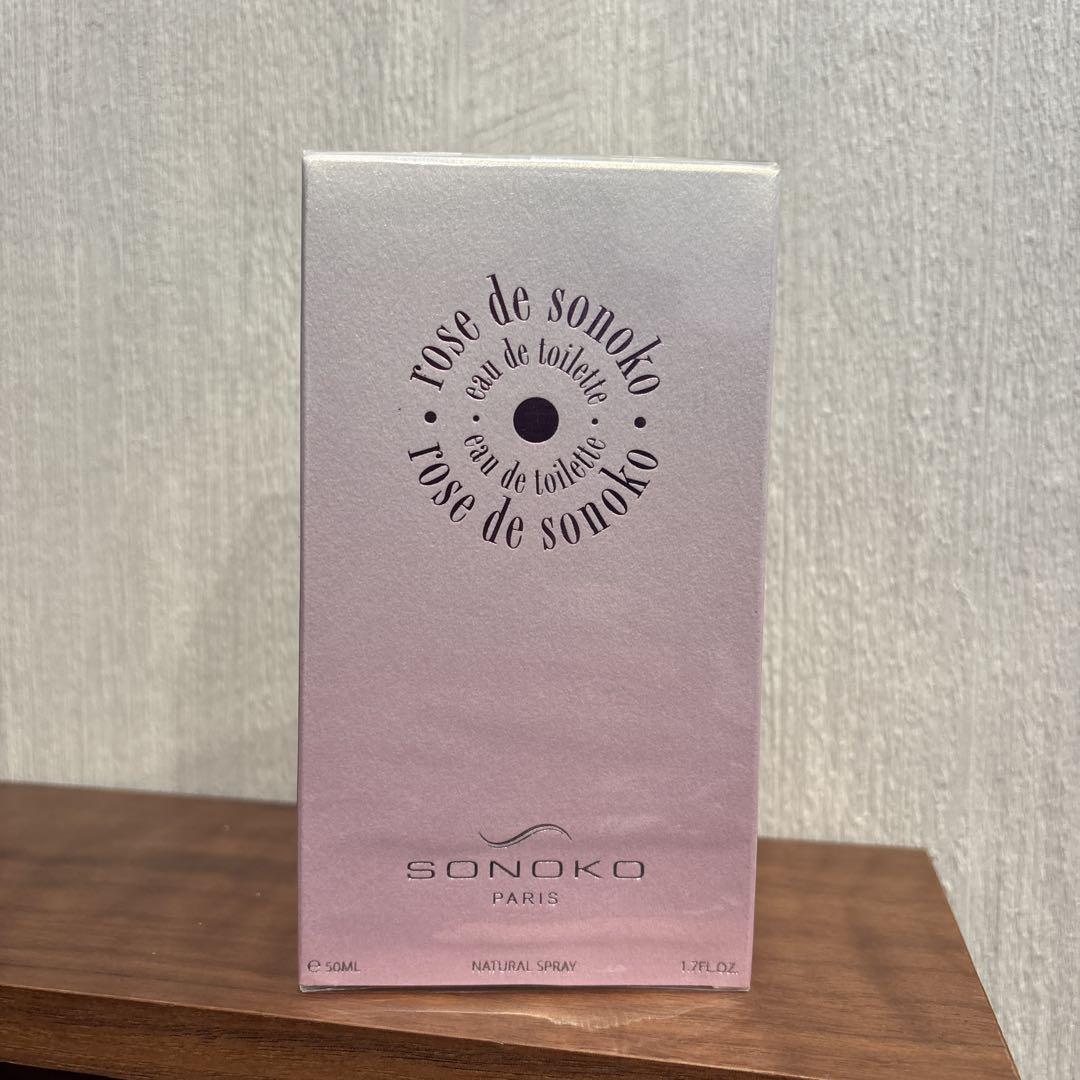 • rose de sonoko •
• eau de toilette •
eau de toilette
rose de sonoko
SONOKO
PARIS
℮ 50ML NATURAL SPRAY 1.7FL.OZ.